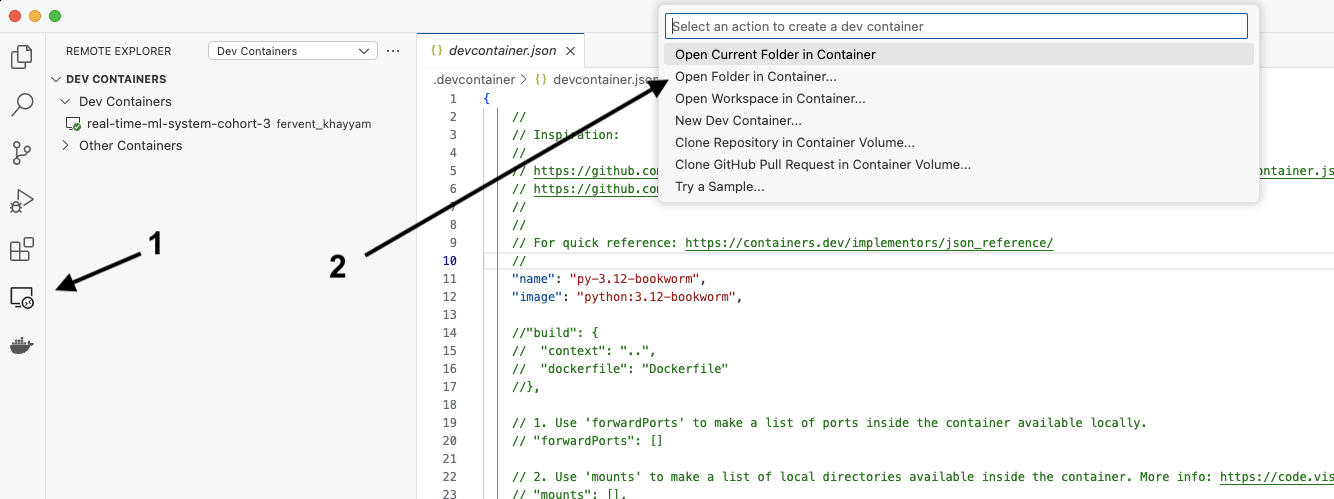 REMOTE EXPLORER
Dev Containers
DEV CONTAINERS
Dev Containers
real-time-ml-system-cohort-3 fervent_khayyam
Other Containers
1
2
Select an action to create a dev container
Open Current Folder in Container
Open Folder in Container...
Open Workspace in Container...
New Dev Container...
Clone Repository in Container Volume...
Clone GitHub Pull Request in Container Volume...
Try a Sample...
{} devcontainer.json
.devcontainer > {} devcontainer.json
1 {
2 //
3 // Inspiration:
4 //
5 // https://github.co ontainer.js
6 // https://github.co
7 //
8 //
9 // For quick reference: https://containers.dev/implementors/json_reference/
10 //
11 "name": "py-3.12-bookworm",
12 "image": "python:3.12-bookworm",
13
14 //"build": {
15 // "context": "..",
16 // "dockerfile": "Dockerfile"
17 //},
18
19 // 1. Use 'forwardPorts' to make a list of ports inside the container available locally.
20 // "forwardPorts": []
21
22 // 2. Use 'mounts' to make a list of local directories available inside the container. More info: https://code.vis
23 // "mounts": [],